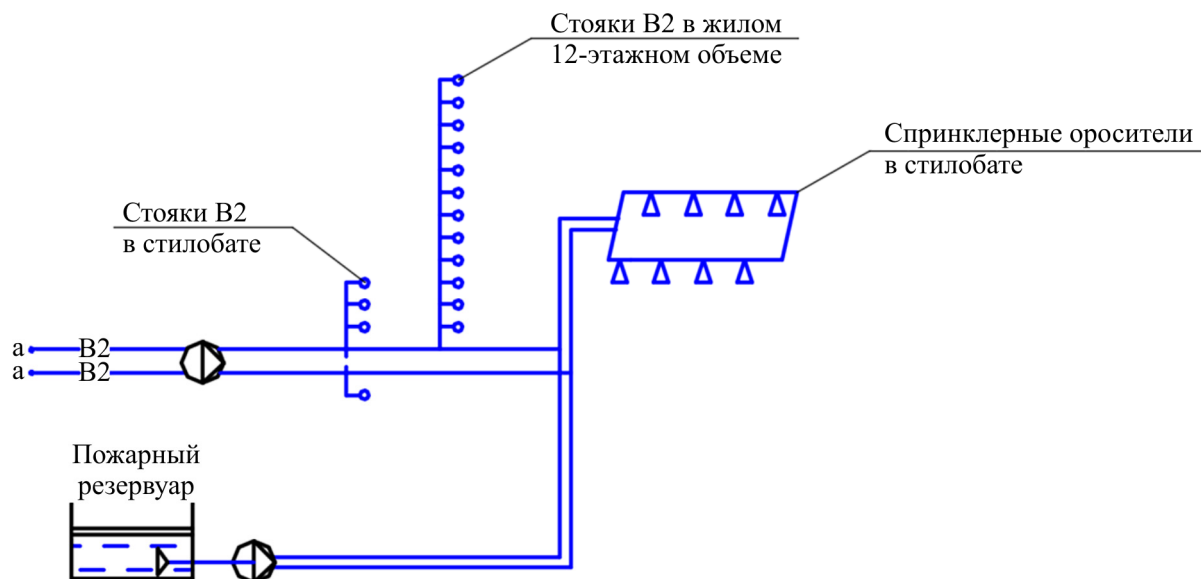 Стояки В2 в жилом
12-этажном объеме
Спринклерные оросители
в стилобате
Стояки В2
в стилобате
а В2
а В2
Пожарный
резервуар